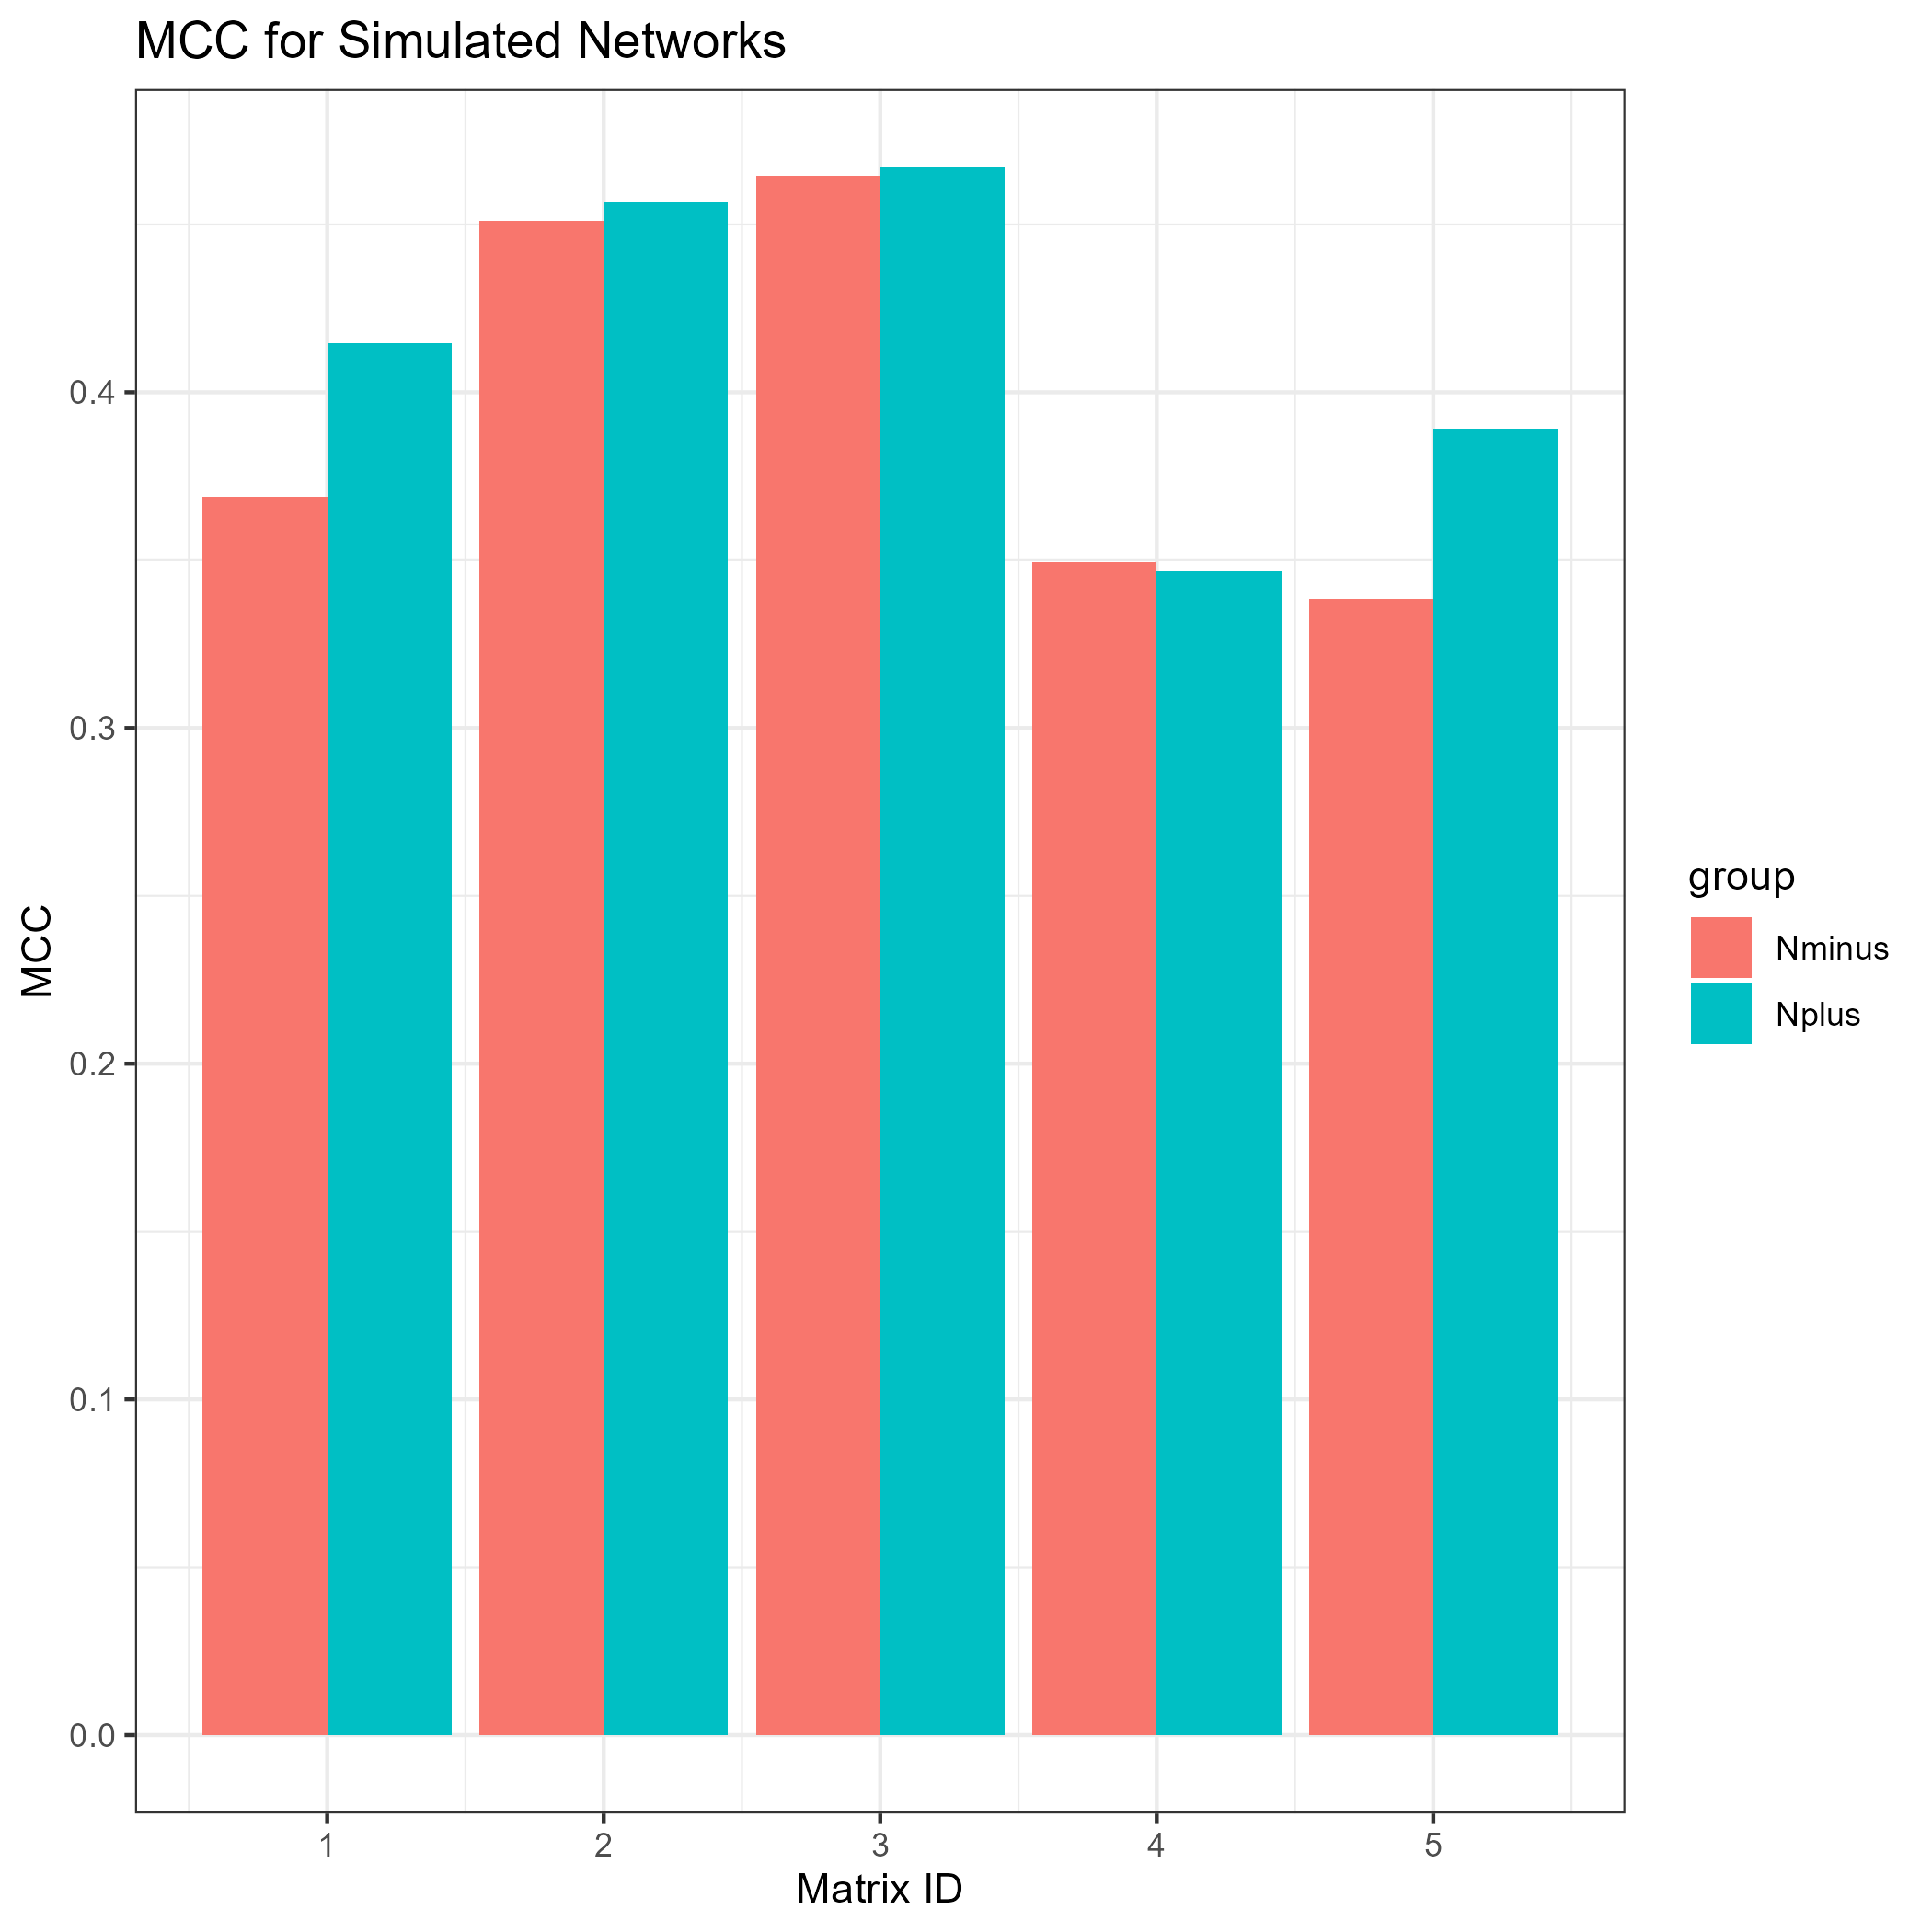 MCC for Simulated Networks
MCC
0.4
0.3
0.2
0.1
0.0
1 2 3 4 5
Matrix ID
group
Nminus
Nplus